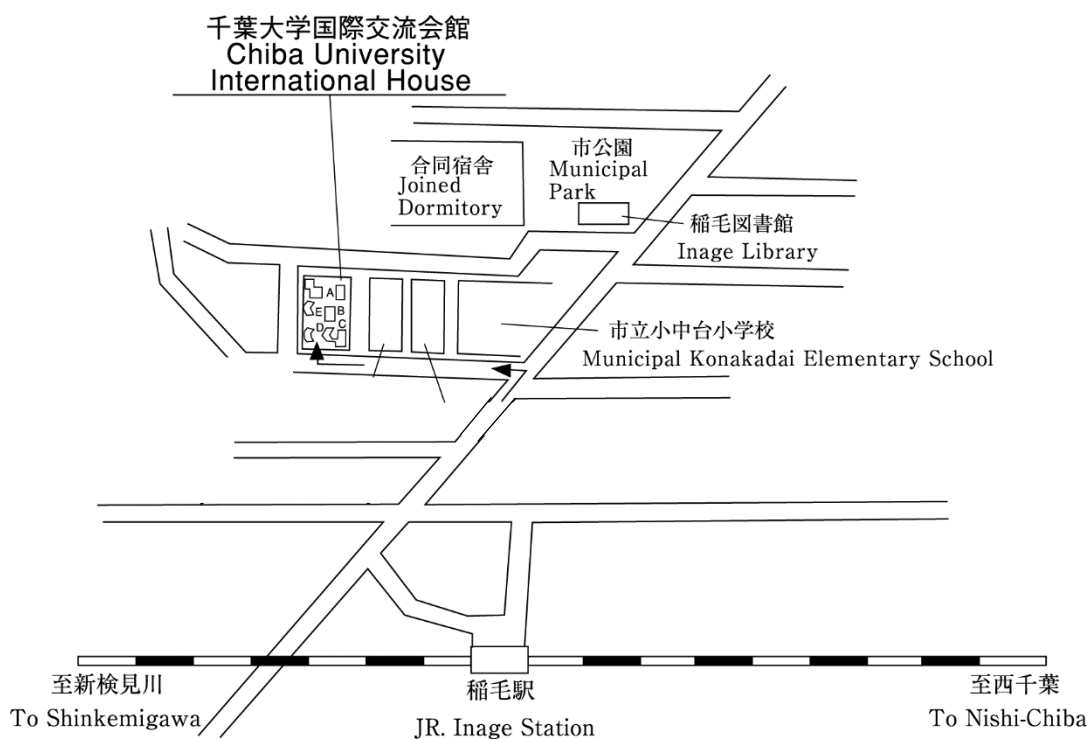 千葉大学国際交流会館
Chiba University
International House
合同宿舎
Joined
Dormitory
市公園
Municipal
Park
稲毛図書館
Inage Library
A
E
B
D
C
市立小中台小学校
Municipal Konakadai Elementary School
至新検見川
To Shinkemigawa
稲毛駅
JR. Inage Station
至西千葉
To Nishi-Chiba